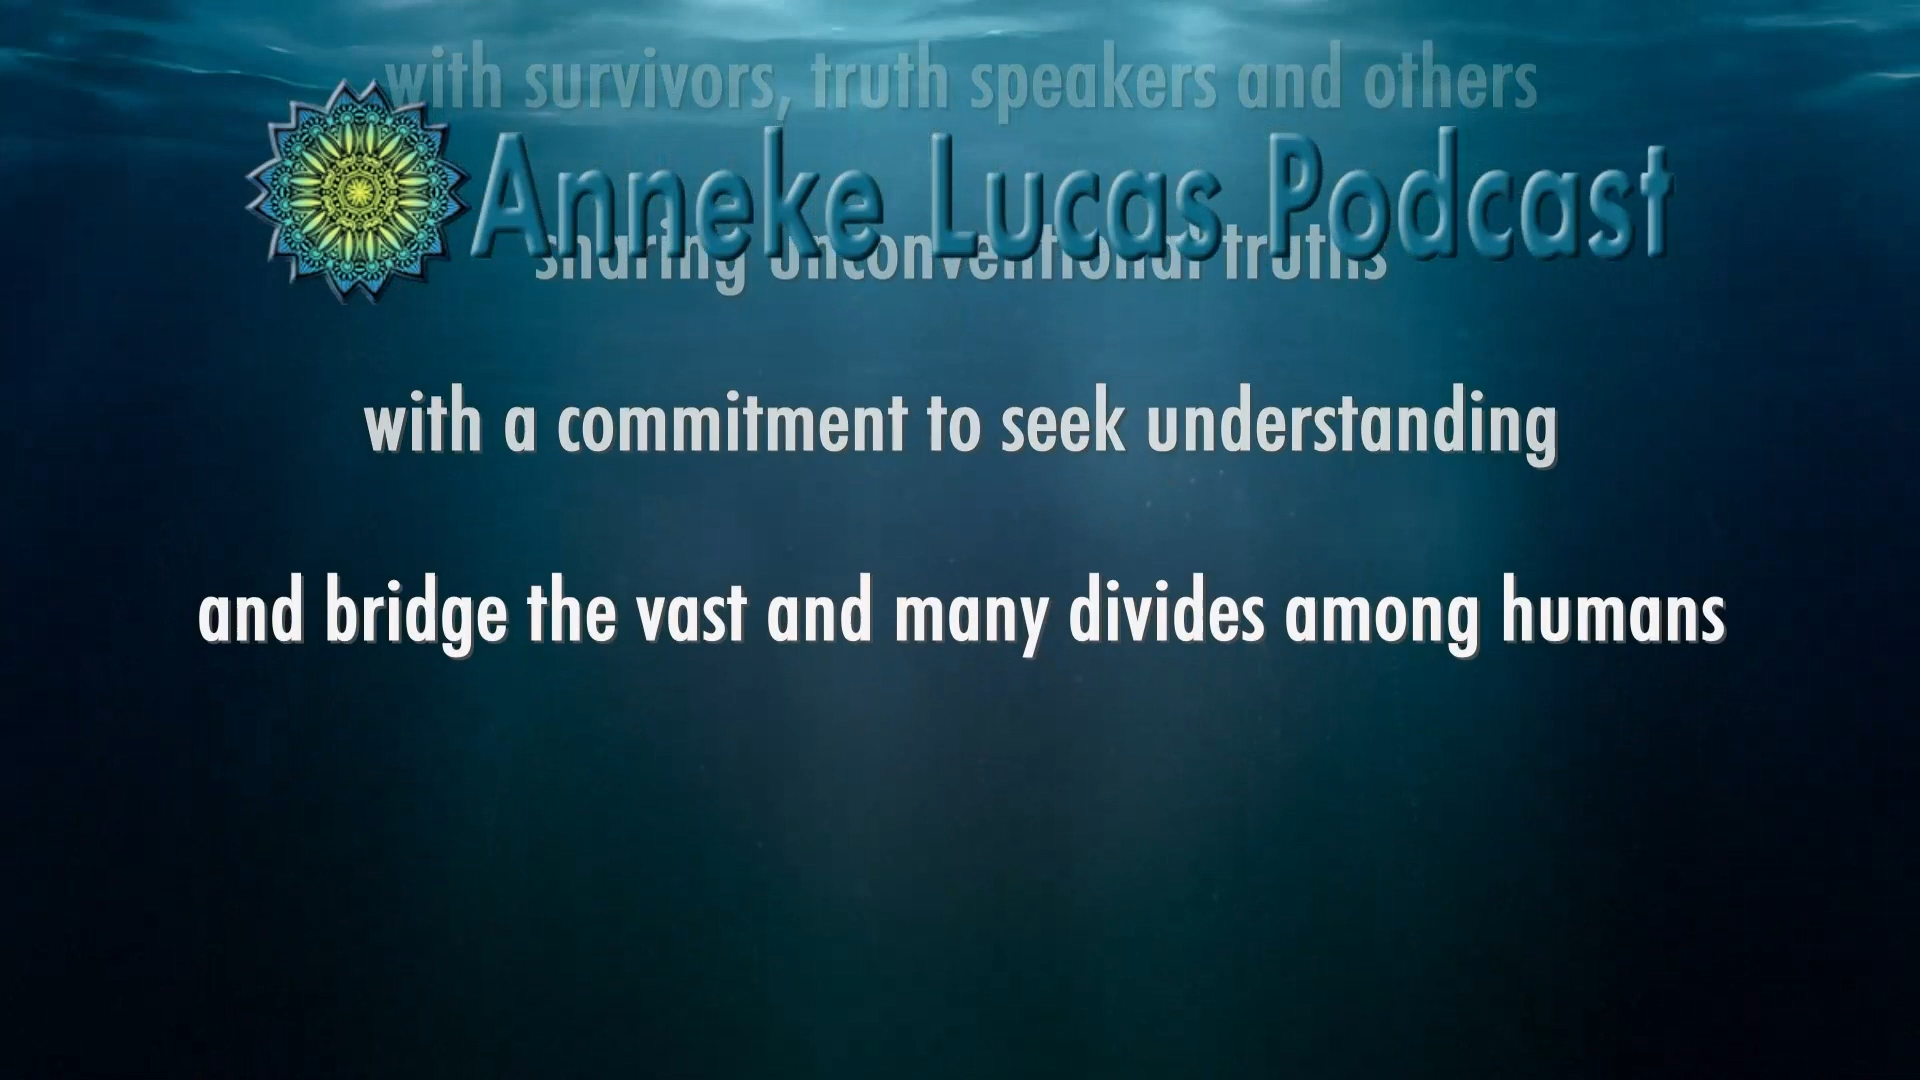 with survivors, truth speakers and others
Anneke Lucas Podcast
sharing unconventional truths
with a commitment to seek understanding
and bridge the vast and many divides among humans